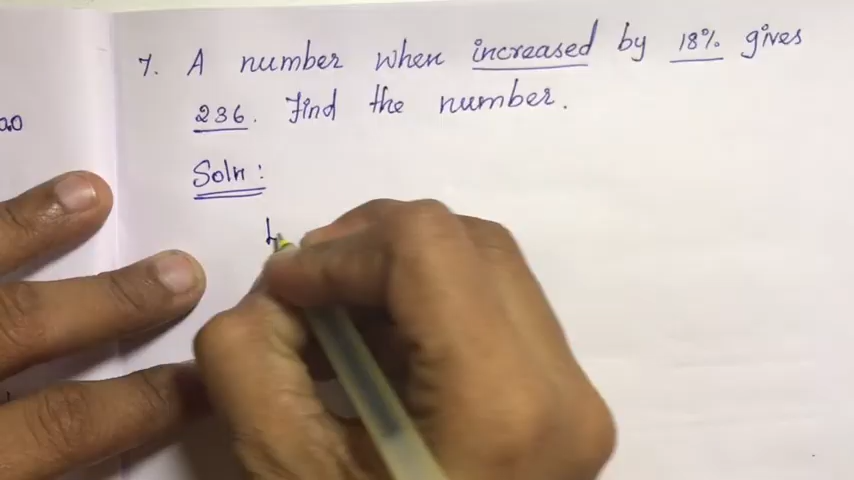 7. A number when increased by 18% gives
236. Find the number.
Soln: